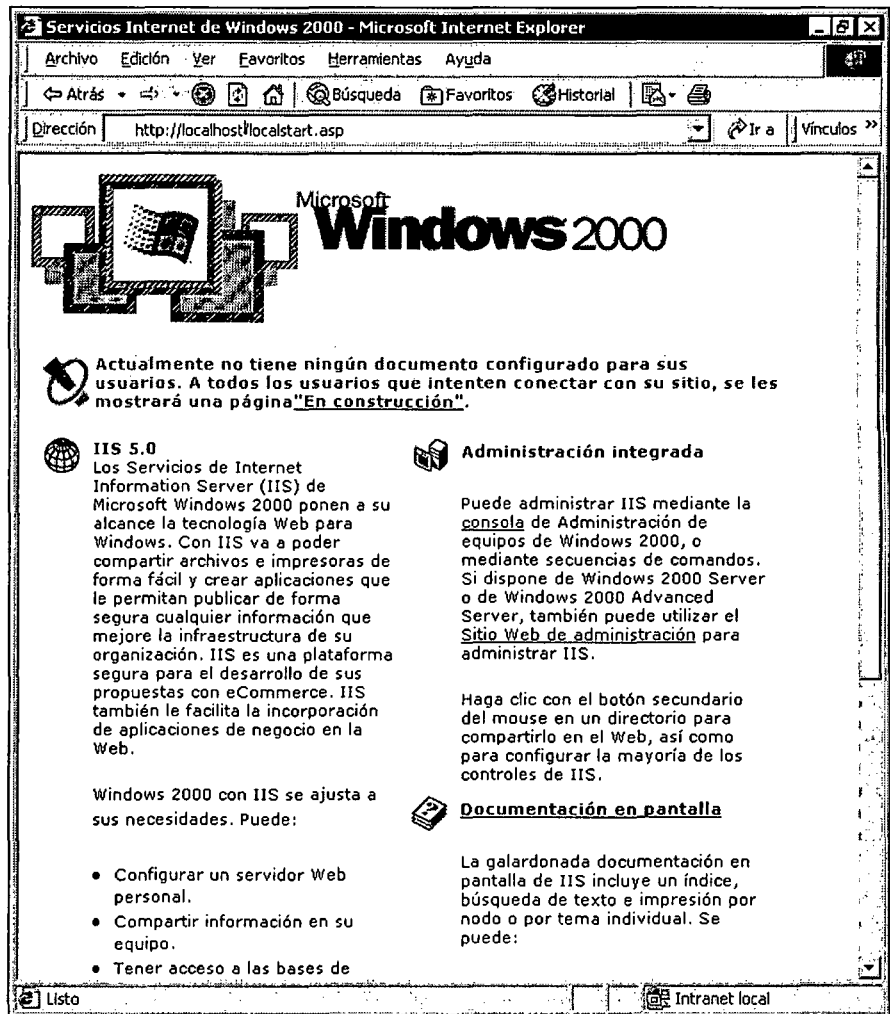 Servicios Internet de Windows 2000 - Microsoft Internet Explorer
Archivo Edición Ver Favoritos Herramientas Ayuda
Atrás Búsqueda Favoritos Historial
Dirección http://localhost/localstart.asp Ir a Vínculos »
Microsoft
Windows 2000
Actualmente no tiene ningún documento configurado para sus
usuarios. A todos los usuarios que intenten conectar con su sitio, se les
mostrará una página"En construcción".
IIS 5.0
Los Servicios de Internet
Information Server (IIS) de
Microsoft Windows 2000 ponen a su
alcance la tecnología Web para
Windows. Con IIS va a poder
compartir archivos e impresoras de
forma fácil y crear aplicaciones que
le permitan publicar de forma
segura cualquier información que
mejore la infraestructura de su
organización. IIS es una plataforma
segura para el desarrollo de sus
propuestas con eCommerce. IIS
también le facilita la incorporación
de aplicaciones de negocio en la
Web.
Windows 2000 con IIS se ajusta a
sus necesidades. Puede:
• Configurar un servidor Web
personal.
• Compartir información en su
equipo.
• Tener acceso a las bases de
Administración integrada
Puede administrar IIS mediante la
consola de Administración de
equipos de Windows 2000, o
mediante secuencias de comandos.
Si dispone de Windows 2000 Server
o de Windows 2000 Advanced
Server, también puede utilizar el
Sitio Web de administración para
administrar IIS.
Haga clic con el botón secundario
del mouse en un directorio para
compartirlo en el Web, así como
para configurar la mayoría de los
controles de IIS.
Documentación en pantalla
La galardonada documentación en
pantalla de IIS incluye un índice,
búsqueda de texto e impresión por
nodo o por tema individual. Se
puede:
Listo Intranet local